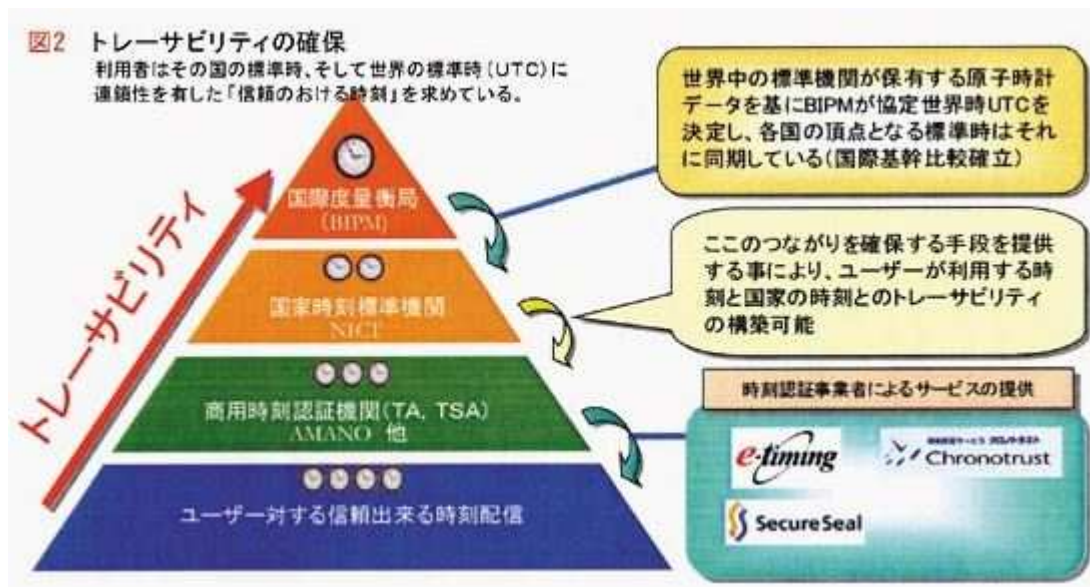 図2 トレーサビリティの確保
利用者はその国の標準時、そして世界の標準時(UTC)に
連鎖性を有した「信頼のおける時刻」を求めている。
世界中の標準機関が保有する原子時計
データを基にBIPMが協定世界時UTCを
決定し、各国の頂点となる標準時はそれ
に同期している(国際基幹比較確立)
トレーサビリティ
国際度量衡局
(BIPM)
ここのつながりを確保する手段を提供
する事により、ユーザーが利用する時
刻と国家の時刻とのトレーサビリティ
の構築可能
国家時刻標準機関
NICT
時刻認証事業者によるサービスの提供
商用時刻認証機関(TA, TSA)
AMANO 他
e-timing
Chronotrust
SecureSeal
ユーザー対する信頼出来る時刻配信